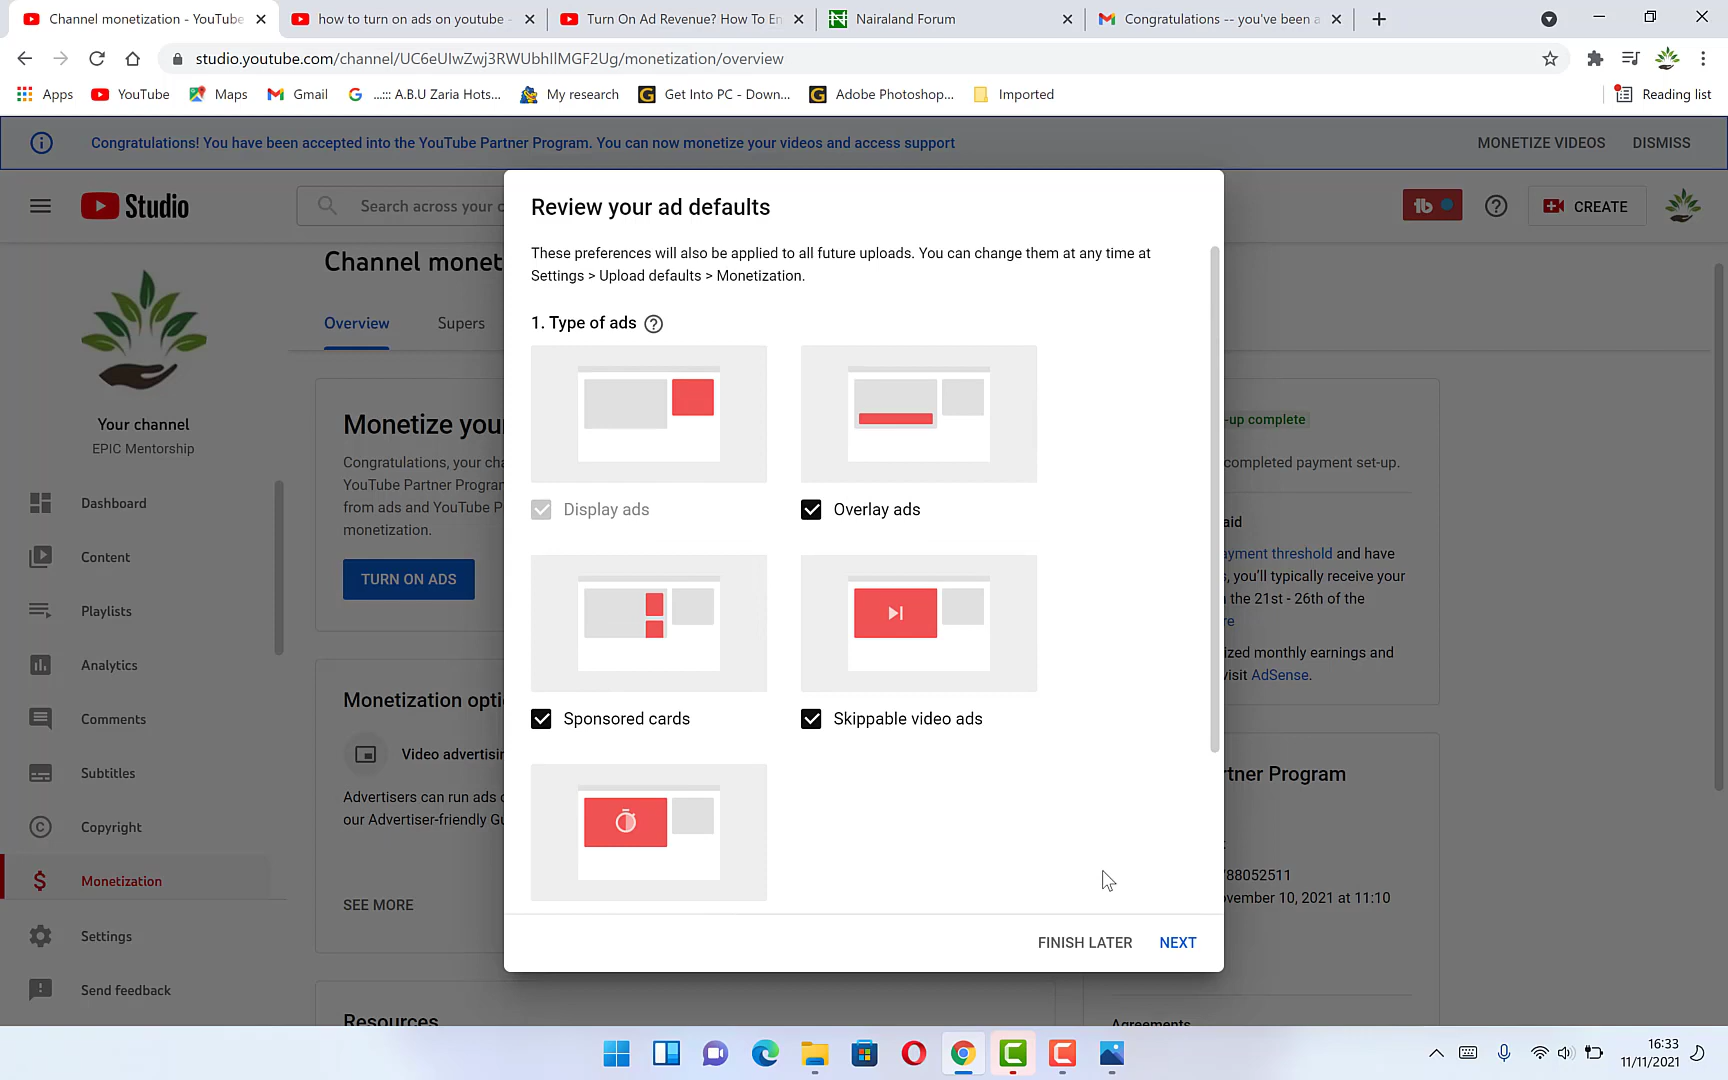 Channel monetization - YouTube
how to turn on ads on youtube -
Turn On Ad Revenue? How To En
Nairaland Forum
Congratulations -- you've been a
studio.youtube.com/channel/UC6eUIwZwj3RWUbhIlMGF2Ug/monetization/overview
Apps
YouTube
Maps
Gmail
...::: A.B.U Zaria Hots...
My research
Get Into PC - Down...
Adobe Photoshop...
Imported
Reading list
Congratulations! You have been accepted into the YouTube Partner Program. You can now monetize your videos and access support
MONETIZE VIDEOS
DISMISS
Studio
Search across your c
CREATE
Channel monet
Overview
Supers
Your channel
EPIC Mentorship
Dashboard
Content
Playlists
Analytics
Comments
Subtitles
Copyright
Monetization
Settings
Send feedback
Monetize you
Congratulations, your cha
YouTube Partner Program
from ads and YouTube P
monetization.
TURN ON ADS
Monetization opti
Video advertisin
Advertisers can run ads o
our Advertiser-friendly Gu
SEE MORE
Resources
Review your ad defaults
These preferences will also be applied to all future uploads. You can change them at any time at
Settings > Upload defaults > Monetization.
1. Type of ads
Display ads
Overlay ads
Sponsored cards
Skippable video ads
FINISH LATER
NEXT
-up complete
completed payment set-up.
aid
ayment threshold and have
s, you'll typically receive your
n the 21st - 26th of the
re
ized monthly earnings and
visit AdSense.
rtner Program
788052511
ovember 10, 2021 at 11:10
Agreements
16:33
11/11/2021